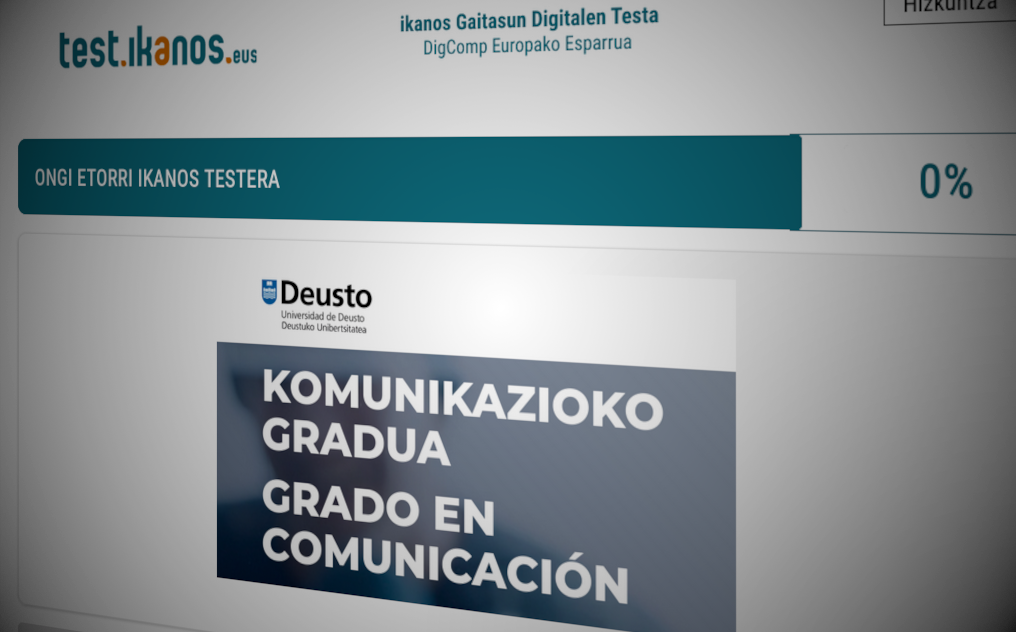 test.ikanos.eus
ikanos Gaitasun Digitalen Testa
DigComp Europako Esparrua
Hizkuntza
ONGI ETORRI IKANOS TESTERA
0%
Deusto
Universidad de Deusto
Deustuko Unibertsitatea
KOMUNIKAZIOKO
GRADUA
GRADO EN
COMUNICACIÓN